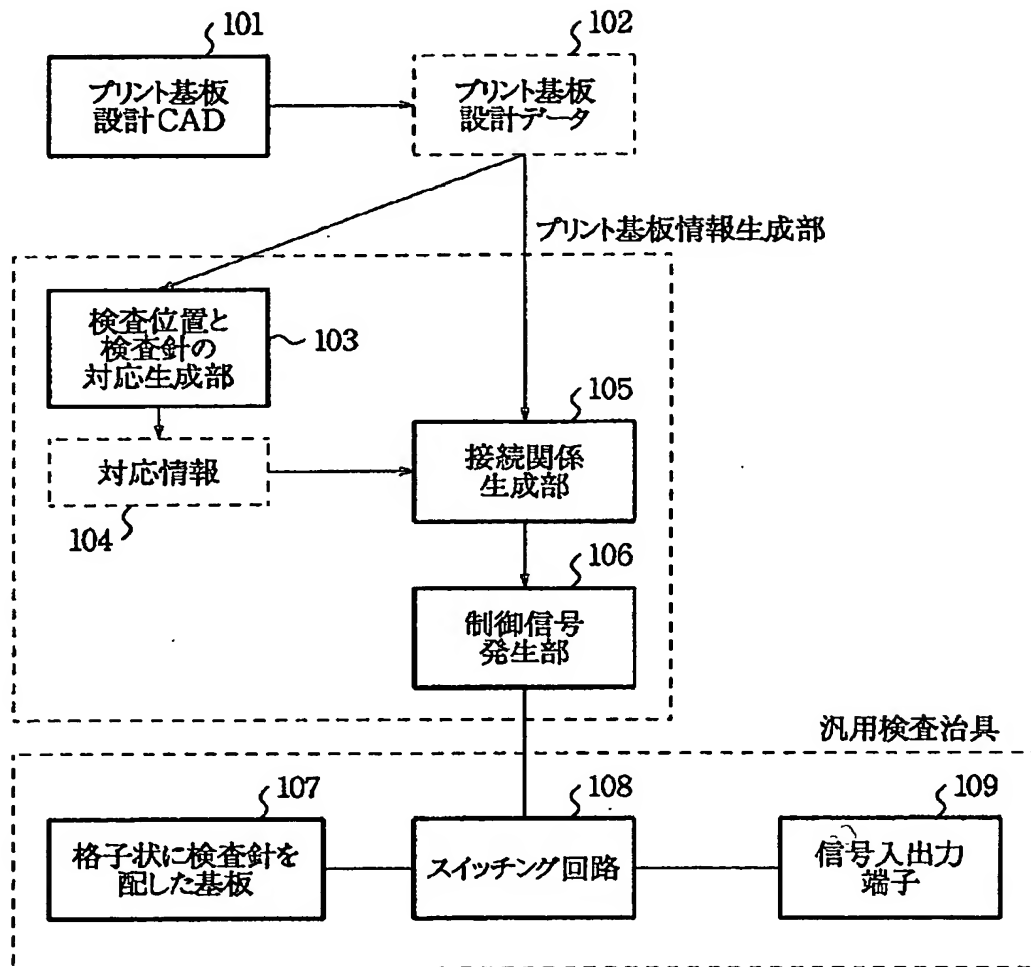 101
プリント基板
設計CAD
102
プリント基板
設計データ
プリント基板情報生成部
検査位置と
検査針の
対応生成部
103
対応情報
104
105
接続関係
生成部
106
制御信号
発生部
汎用検査治具
107
格子状に検査針を
配した基板
108
スイッチング回路
109
信号入出力
端子